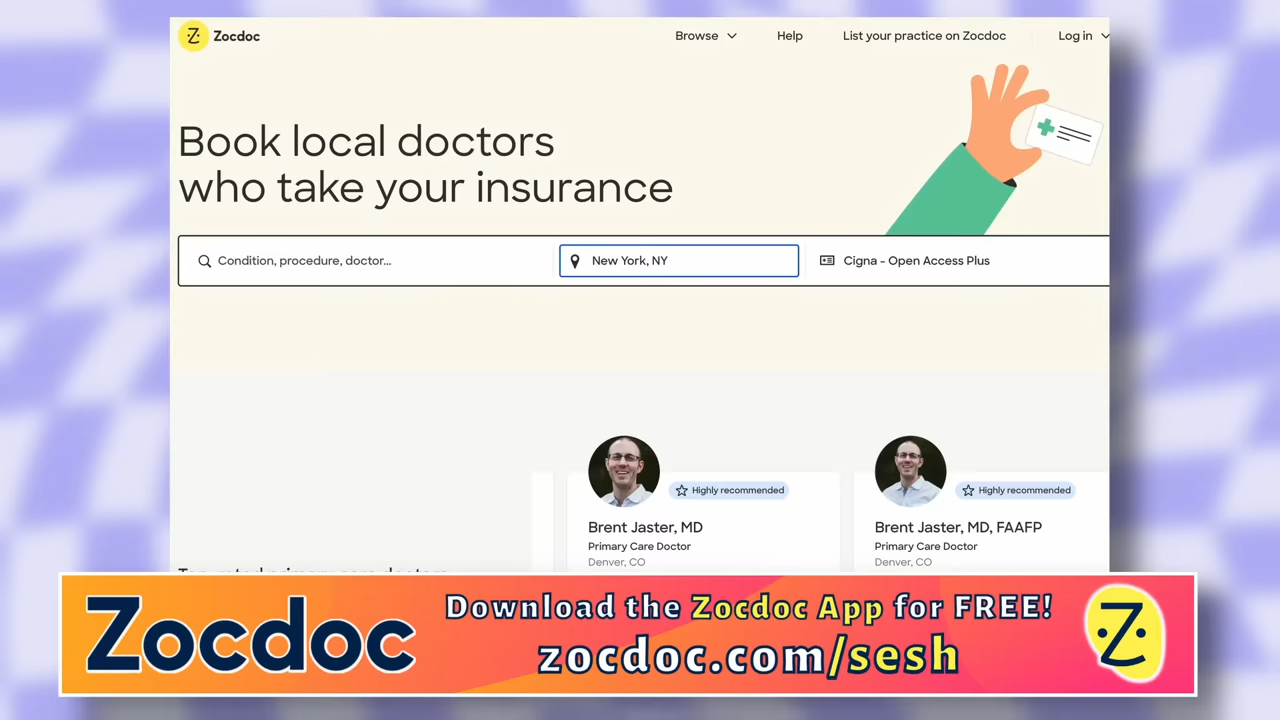 Zocdoc
Browse
Help
List your practice on Zocdoc
Log in
Book local doctors
who take your insurance
Condition, procedure, doctor...
New York, NY
Cigna - Open Access Plus
Highly recommended
Highly recommended
Brent Jaster, MD
Brent Jaster, MD, FAAFP
Primary Care Doctor
Primary Care Doctor
Denver, CO
Denver, CO
Zocdoc
Download the Zocdoc App for FREE!
zocdoc.com/sesh